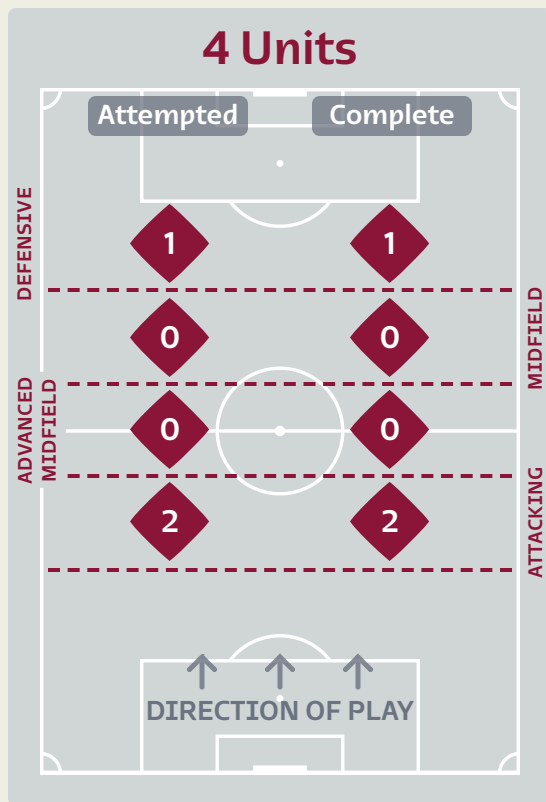 4 Units
Attempted
Complete
DEFENSIVE
1
1
MIDFIELD
0
0
ADVANCED
MIDFIELD
0
0
ATTACKING
2
2
DIRECTION OF PLAY